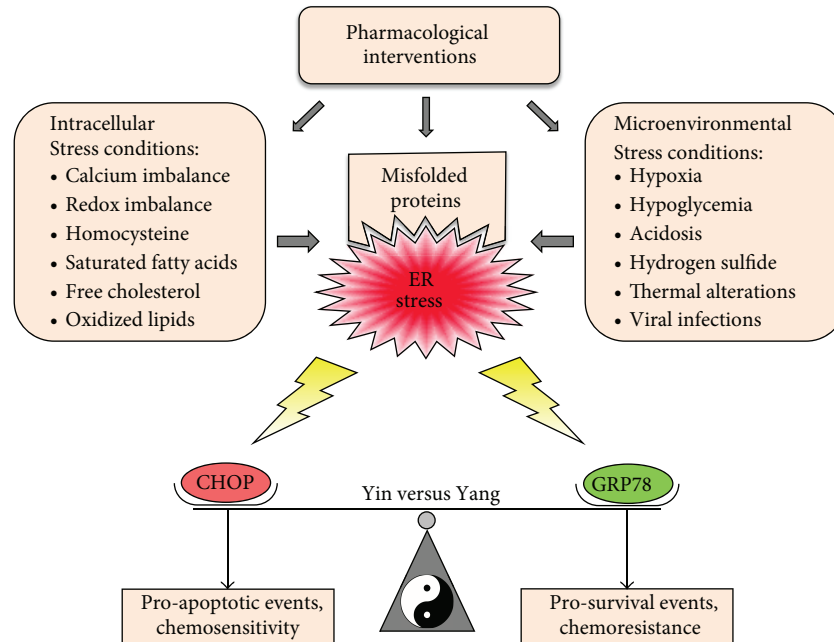 Pharmacological
interventions
Intracellular
Stress conditions:
• Calcium imbalance
• Redox imbalance
• Homocysteine
• Saturated fatty acids
• Free cholesterol
• Oxidized lipids
Misfolded
proteins
ER
stress
Microenvironmental
Stress conditions:
• Hypoxia
• Hypoglycemia
• Acidosis
• Hydrogen sulfide
• Thermal alterations
• Viral infections
CHOP
Yin versus Yang
GRP78
Pro-apoptotic events,
chemosensitivity
Pro-survival events,
chemoresistance